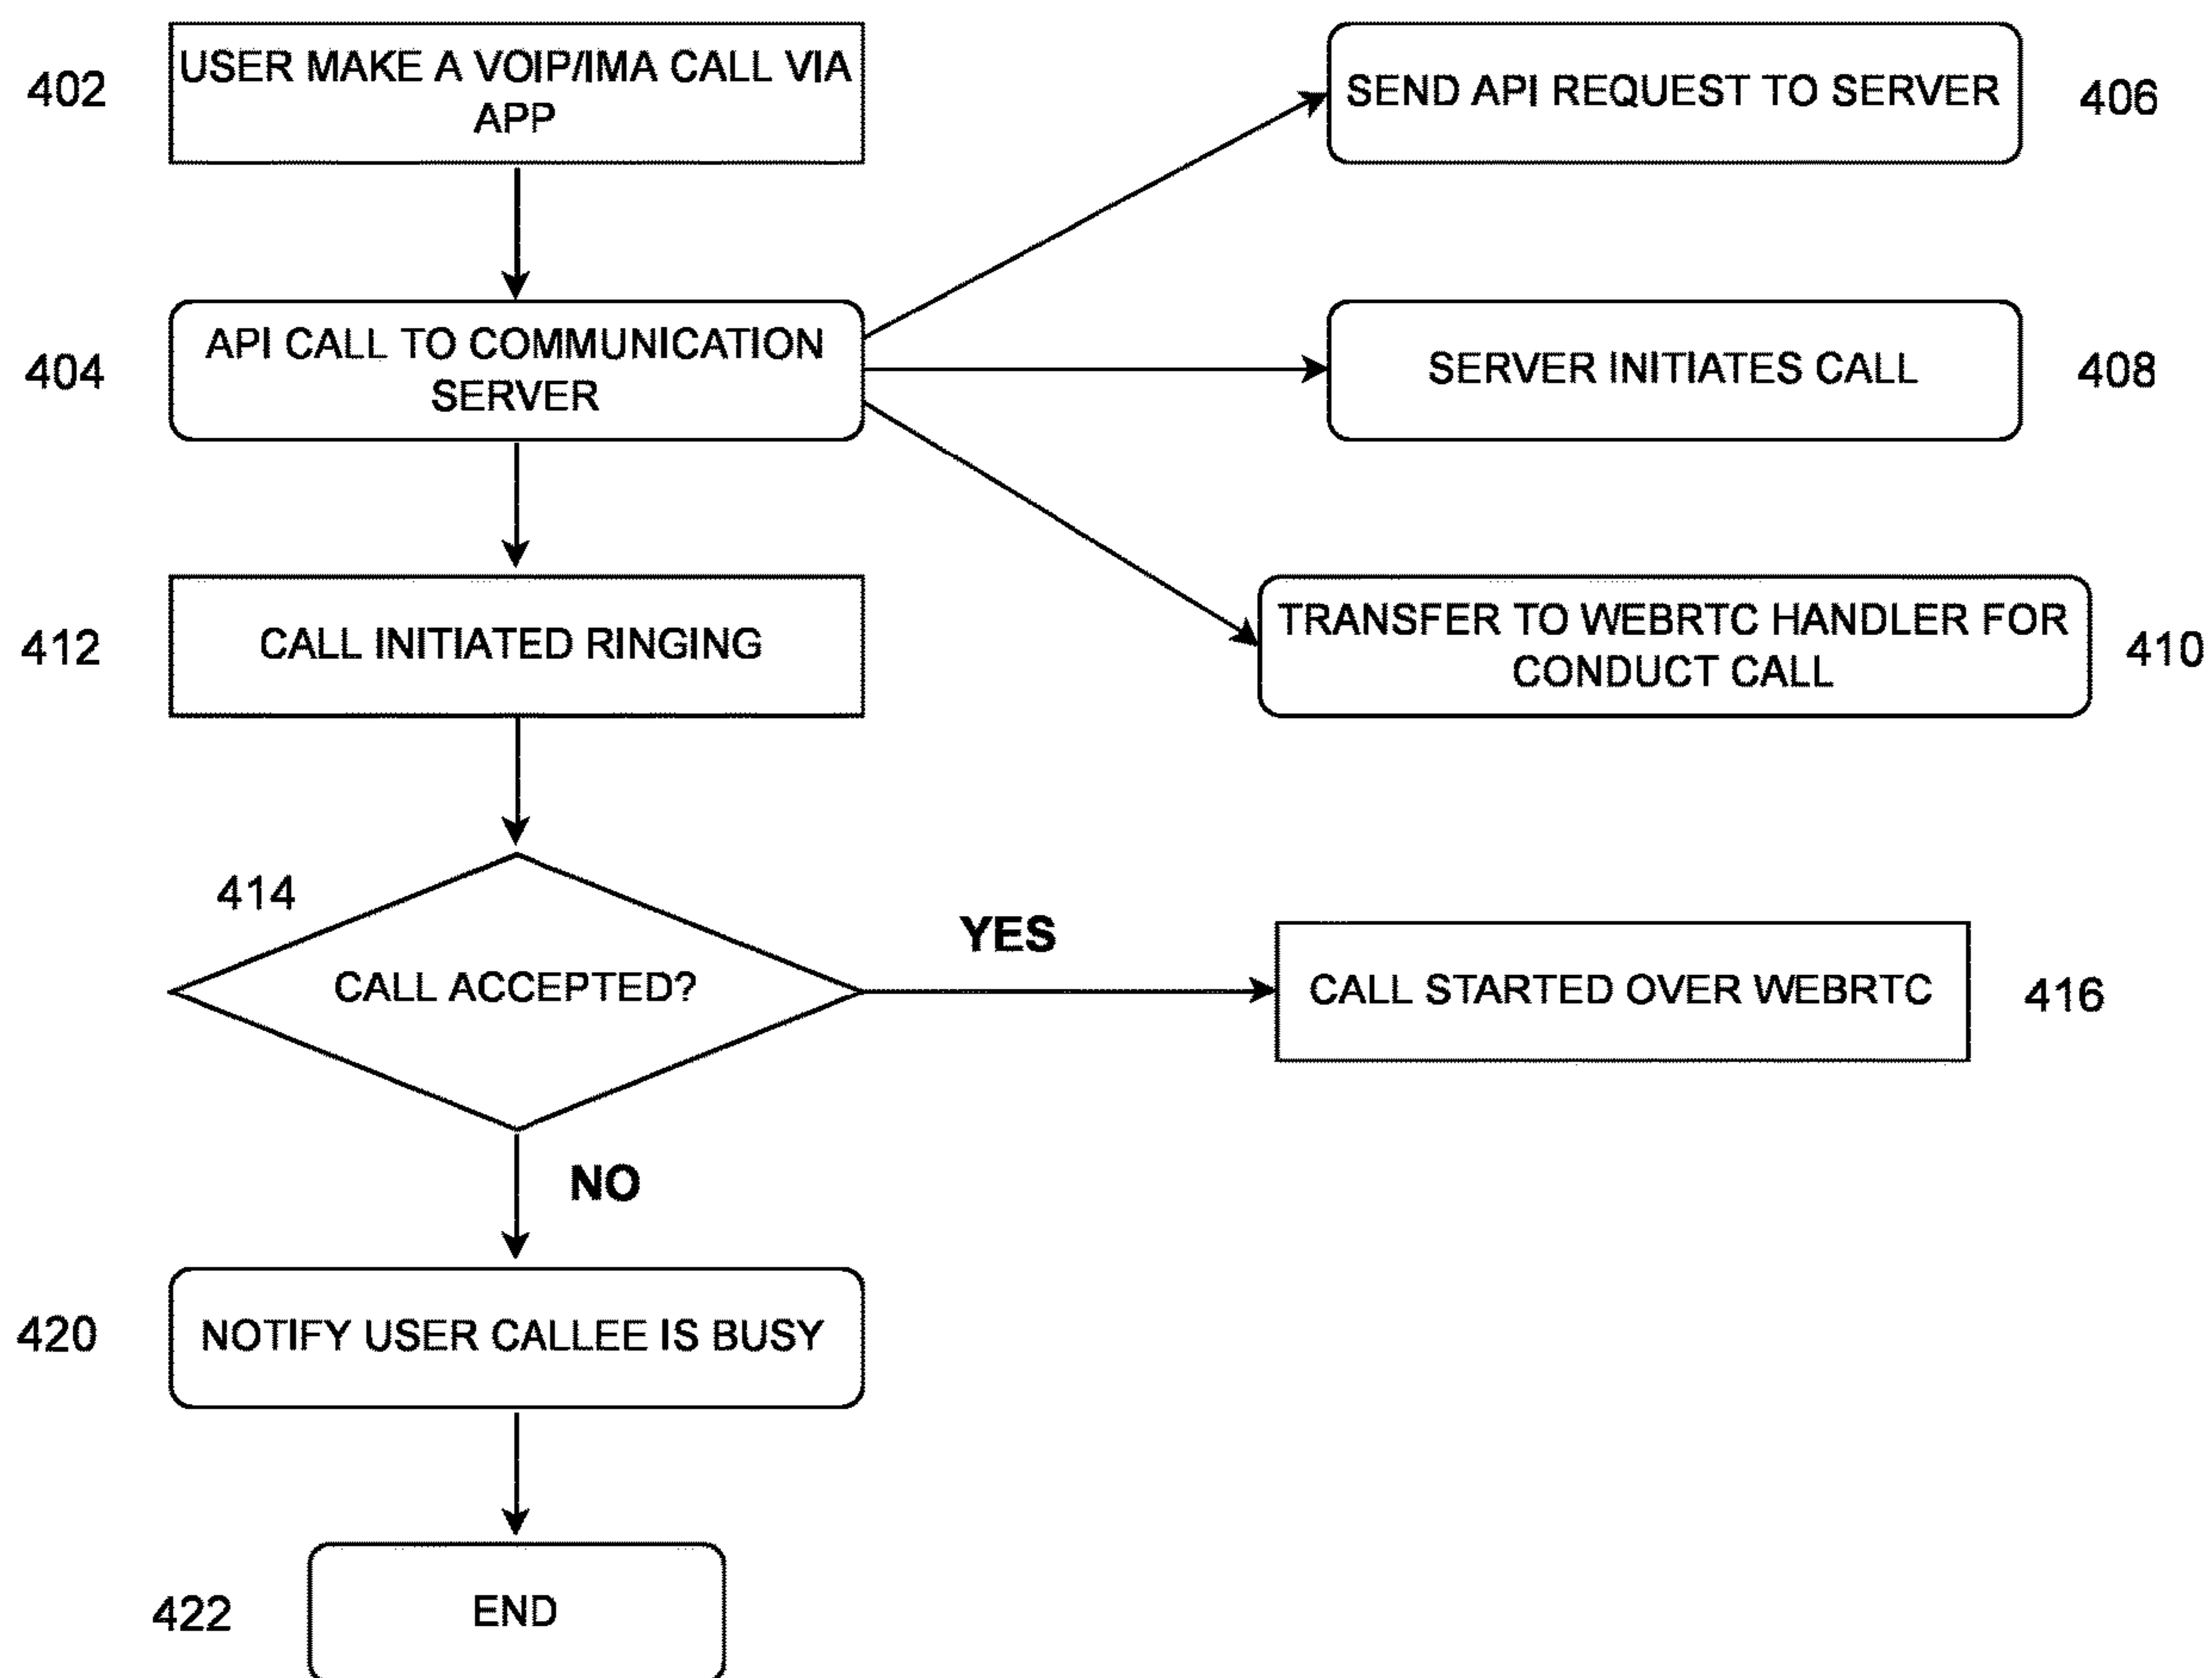 402
USER MAKE A VOIP/IMA CALL VIA
APP
SEND API REQUEST TO SERVER
406
404
API CALL TO COMMUNICATION
SERVER
SERVER INITIATES CALL
408
412
CALL INITIATED RINGING
TRANSFER TO WEBRTC HANDLER FOR
CONDUCT CALL
410
414
CALL ACCEPTED?
YES
CALL STARTED OVER WEBRTC
416
NO
420
NOTIFY USER CALLEE IS BUSY
422
END